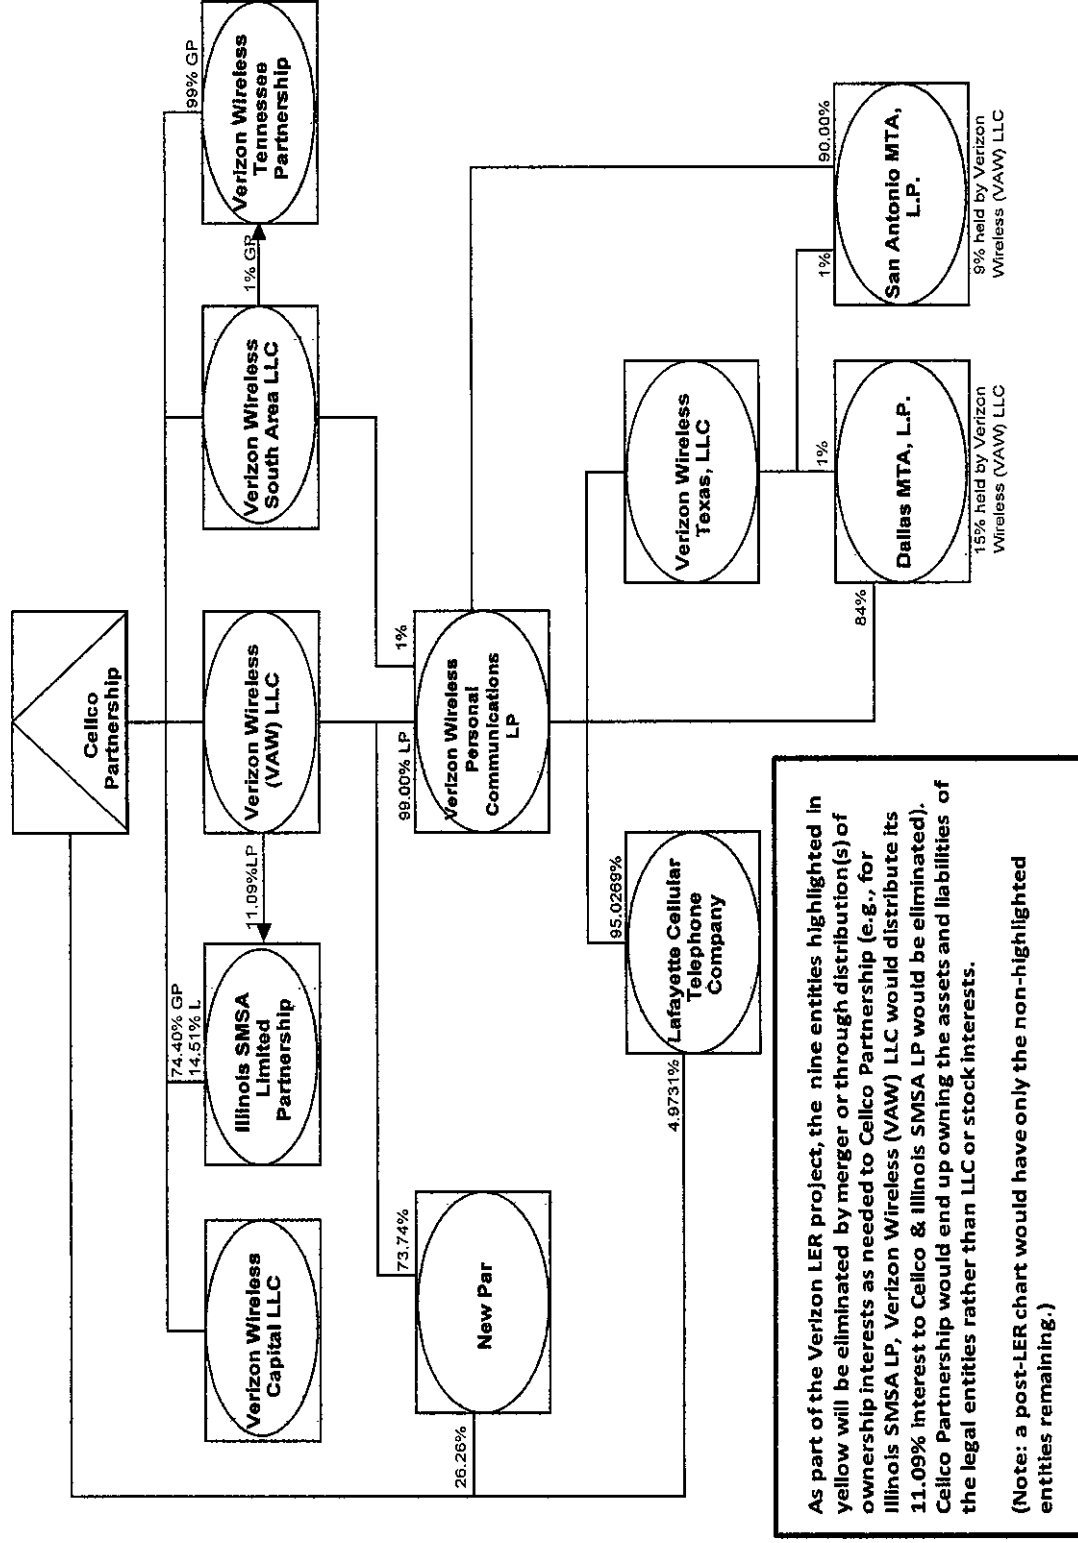 Cellco
Partnership
74.40% GP
14.51% L
99% GP
Verizon Wireless
Capital LLC
Illinois SMSA
Limited
Partnership
11.09%LP
Verizon Wireless
(VAW) LLC
Verizon Wireless
South Area LLC
1% GP
Verizon Wireless
Tennessee
Partnership
26.26%
73.74%
99.00% LP
1%
New Par
Verizon Wireless
Personal
Communications
LP
4.9731%
95.0269%
Lafayette Cellular
Telephone
Company
Verizon Wireless
Texas, LLC
84%
1%
1%
90.00%
Dallas MTA, L.P.
San Antonio MTA,
L.P.
15% held by Verizon
Wireless (VAW) LLC
9% held by Verizon
Wireless (VAW) LLC
As part of the Verizon LER project, the nine entities highlighted in
yellow will be eliminated by merger or through distribution(s) of
ownership interests as needed to Cellco Partnership (e.g., for
Illinois SMSA LP, Verizon Wireless (VAW) LLC would distribute its
11.09% interest to Cellco & Illinois SMSA LP would be eliminated).
Cellco Partnership would end up owning the assets and liabilities of
the legal entities rather than LLC or stock interests.
(Note: a post-LER chart would have only the non-highlighted
entities remaining.)